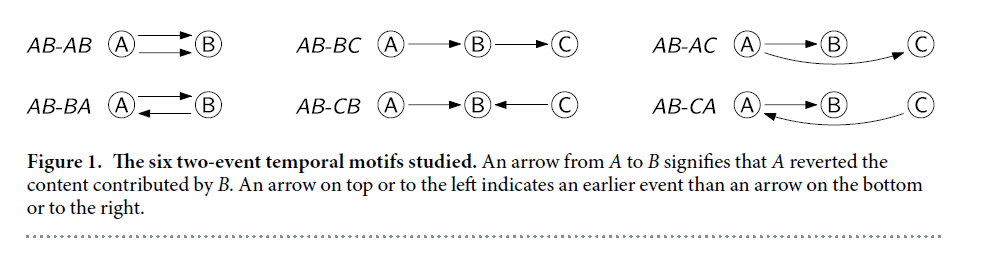 AB-AB A B AB-BC A B C AB-AC A B C
AB-BA A B AB-CB A B C AB-CA A B C
Figure 1. The six two-event temporal motifs studied. An arrow from A to B signifies that A reverted the
content contributed by B. An arrow on top or to the left indicates an earlier event than an arrow on the bottom
or to the right.